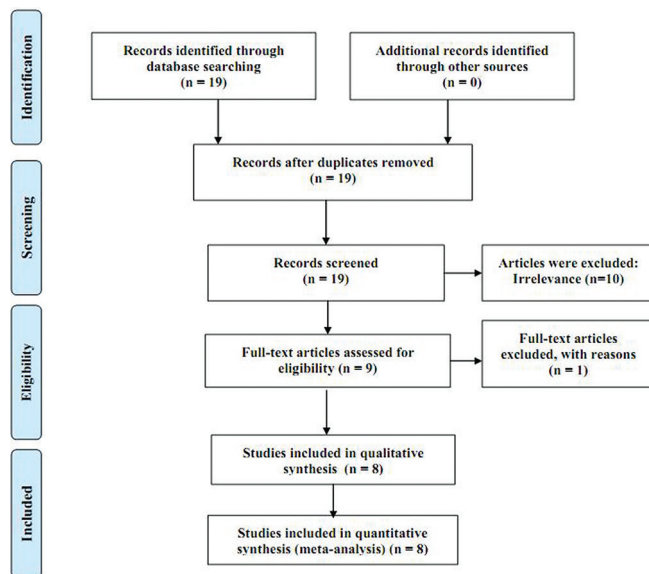 Identification
Records identified through
database searching
(n = 19)
Additional records identified
through other sources
(n = 0)
Records after duplicates removed
(n = 19)
Screening
Records screened
(n = 19)
Articles were excluded:
Irrelevance (n=10)
Eligibility
Full-text articles assessed for
eligibility (n = 9)
Full-text articles
excluded, with reasons
(n = 1)
Included
Studies included in qualitative
synthesis (n = 8)
Studies included in quantitative
synthesis (meta-analysis) (n = 8)